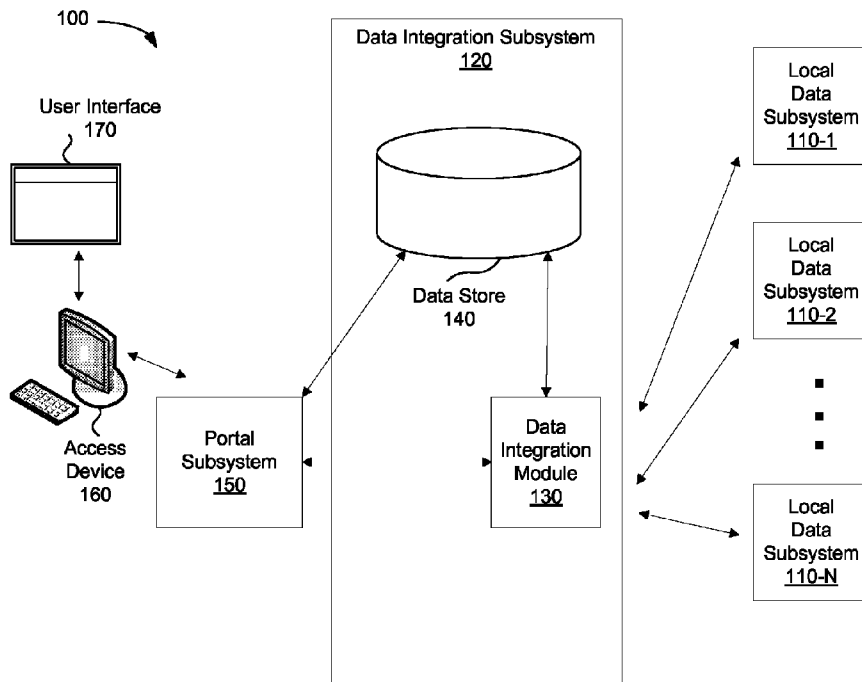 100
User Interface
170
Access
Device
160
Portal
Subsystem
150
Data Integration Subsystem
120
Data Store
140
Data
Integration
Module
130
Local
Data
Subsystem
110-1
Local
Data
Subsystem
110-2
Local
Data
Subsystem
110-N